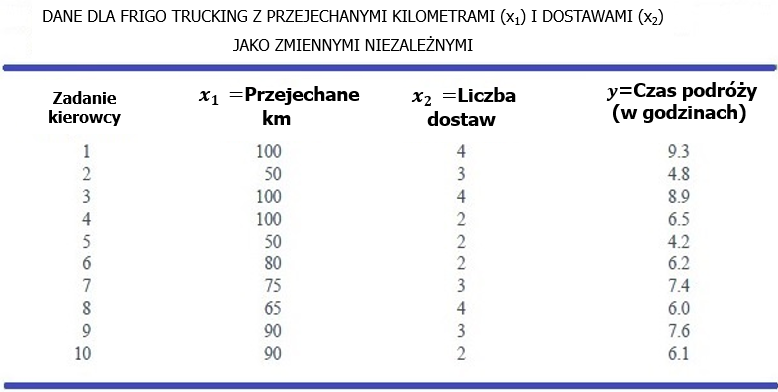 DANE DLA FRIGO TRUCKING Z PRZEJECHANYMI KILOMETRAMI (x₁) I DOSTAWAMI (x₂)
JAKO ZMIENNYMI NIEZALEŻNYMI
Zadanie kierowcy x₁ =Przejechane km x₂ =Liczba dostaw y=Czas podróży (w godzinach)
1 100 4 9.3
2 50 3 4.8
3 100 4 8.9
4 100 2 6.5
5 50 2 4.2
6 80 2 6.2
7 75 3 7.4
8 65 4 6.0
9 90 3 7.6
10 90 2 6.1